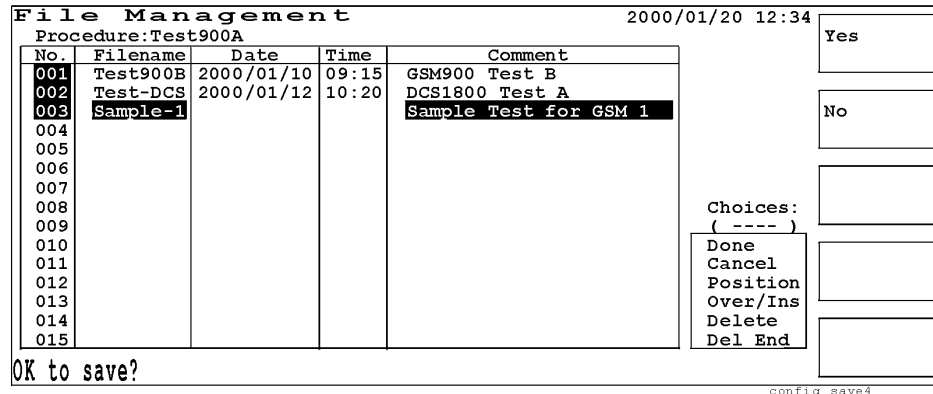 File Management 2000/01/20 12:34
Procedure:Test900A
No. Filename Date Time Comment
001 Test900B 2000/01/10 09:15 GSM900 Test B
002 Test-DCS 2000/01/12 10:20 DCS1800 Test A
003 Sample-1 Sample Test for GSM 1
004
005
006
007
008
009
010
011
012
013
014
015
Choices:
( ---- )
Done
Cancel
Position
Over/Ins
Delete
Del End
Yes
No
OK to save?
config save4